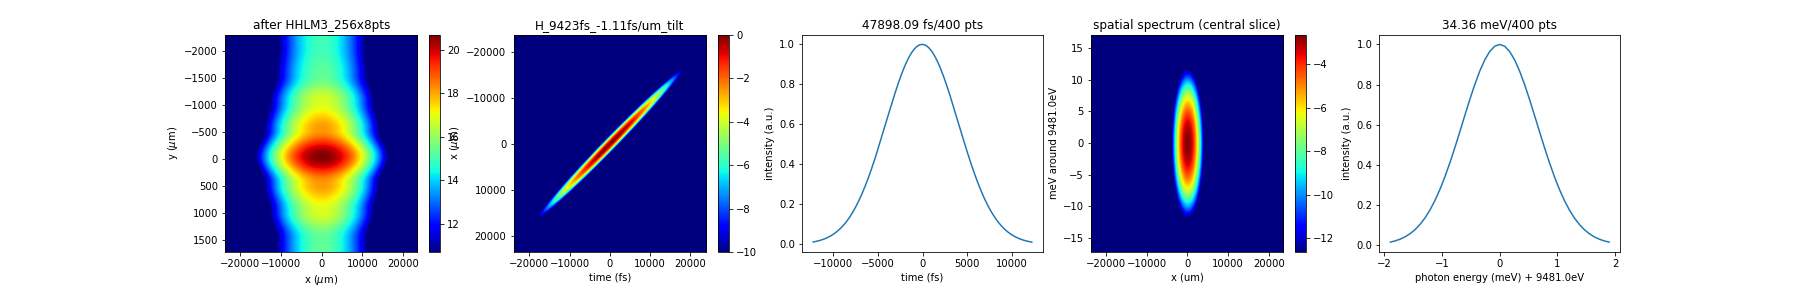 after HHLM3_256x8pts
−2000
−1500
−1000
−500
0
500
1000
1500
y (μm)
−20000 −10000 0 10000 20000
x (μm)
20
18
16
14
12
H_9423fs_-1.11fs/um_tilt
−20000
−10000
0
10000
20000
x (μm)
−20000 −10000 0 10000 20000
time (fs)
0
−2
−4
−6
−8
−10
47898.09 fs/400 pts
1.0
0.8
0.6
0.4
0.2
0.0
intensity (a.u.)
−10000 −5000 0 5000 10000
time (fs)
spatial spectrum (central slice)
15
10
5
0
−5
−10
−15
meV around 9481.0eV
−20000 −10000 0 10000 20000
x (um)
−4
−6
−8
−10
−12
34.36 meV/400 pts
1.0
0.8
0.6
0.4
0.2
0.0
intensity (a.u.)
−2 −1 0 1 2
photon energy (meV) + 9481.0eV